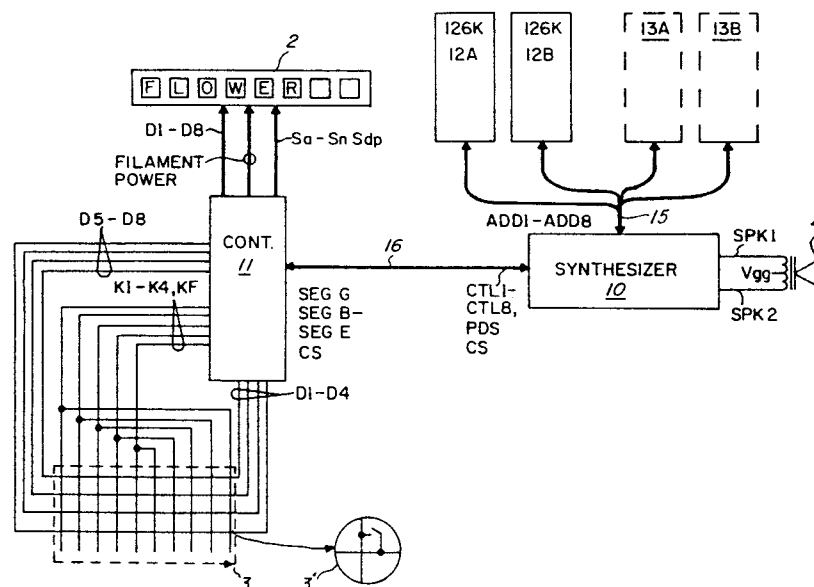 2
F L O W E R
D1-D8
Sa-Sn Sdp
FILAMENT
POWER
126K
12A
126K
12B
13A
13B
ADD1-ADD8
15
D5-D8
CONT.
11
16
SYNTHESIZER
10
SPK1
Vgg
SPK2
4
K1-K4, KF
SEG G
SEG B-
SEG E
CS
CTL1-
CTL8,
PDS
CS
D1-D4
3
3'